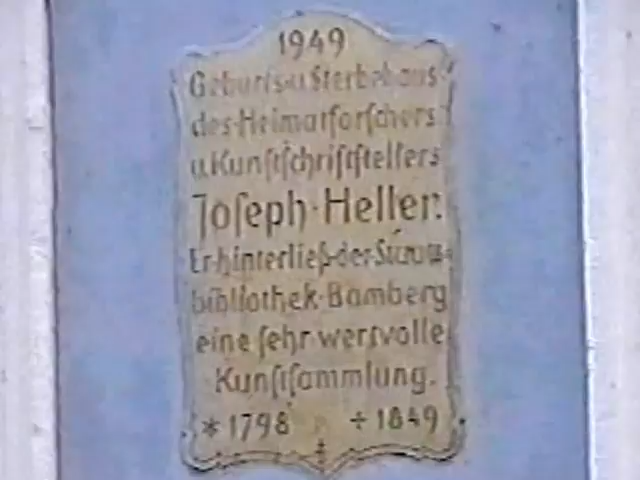 1949
Geburts-u.Sterbehaus
des·Heimatforſchers
u.Kunſtſchriftſtellers
Joſeph·Heller.
Er·hinterließ·der·
bibliothek·Bamberg
eine ſehr wertvolle
Kunſtſammlung.
*1798 ÷1849